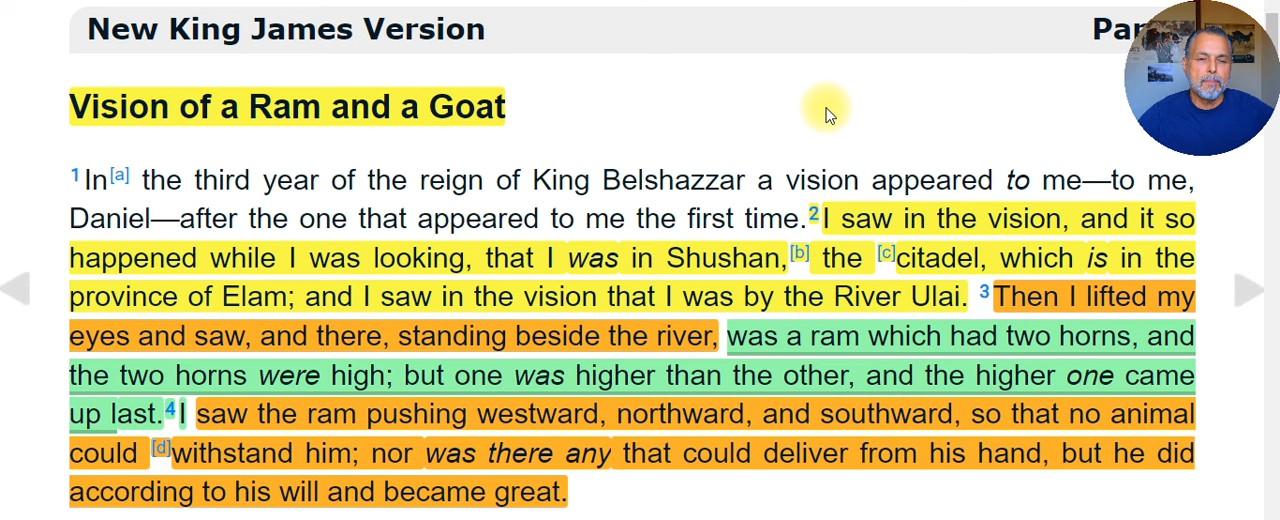 New King James Version Par
Vision of a Ram and a Goat
1 In[a] the third year of the reign of King Belshazzar a vision appeared to me—to me,
Daniel—after the one that appeared to me the first time.2 I saw in the vision, and it so
happened while I was looking, that I was in Shushan,[b] the [c]citadel, which is in the
province of Elam; and I saw in the vision that I was by the River Ulai. 3 Then I lifted my
eyes and saw, and there, standing beside the river, was a ram which had two horns, and
the two horns were high; but one was higher than the other, and the higher one came
up last.4 I saw the ram pushing westward, northward, and southward, so that no animal
could [d]withstand him; nor was there any that could deliver from his hand, but he did
according to his will and became great.